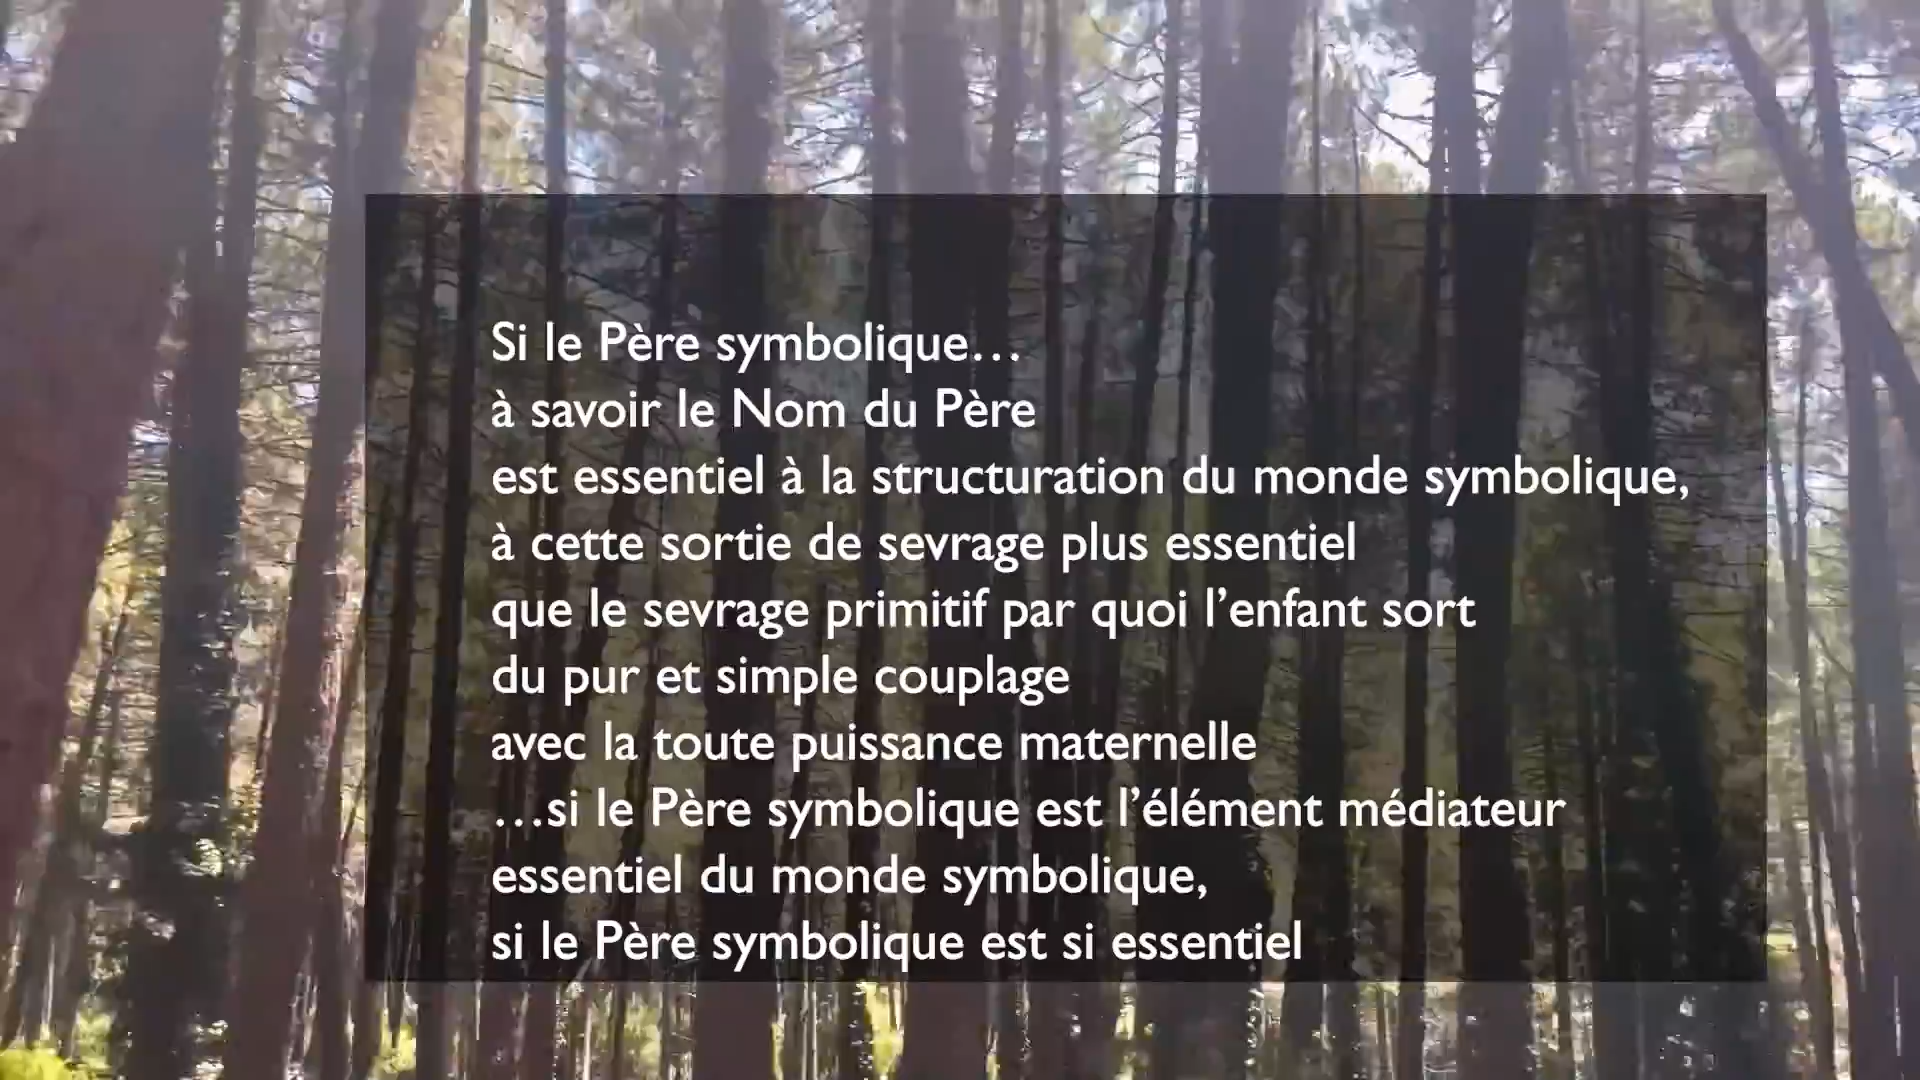 Si le Père symbolique…
à savoir le Nom du Père
est essentiel à la structuration du monde symbolique,
à cette sortie de sevrage plus essentiel
que le sevrage primitif par quoi l’enfant sort
du pur et simple couplage
avec la toute puissance maternelle
…si le Père symbolique est l’élément médiateur
essentiel du monde symbolique,
si le Père symbolique est si essentiel